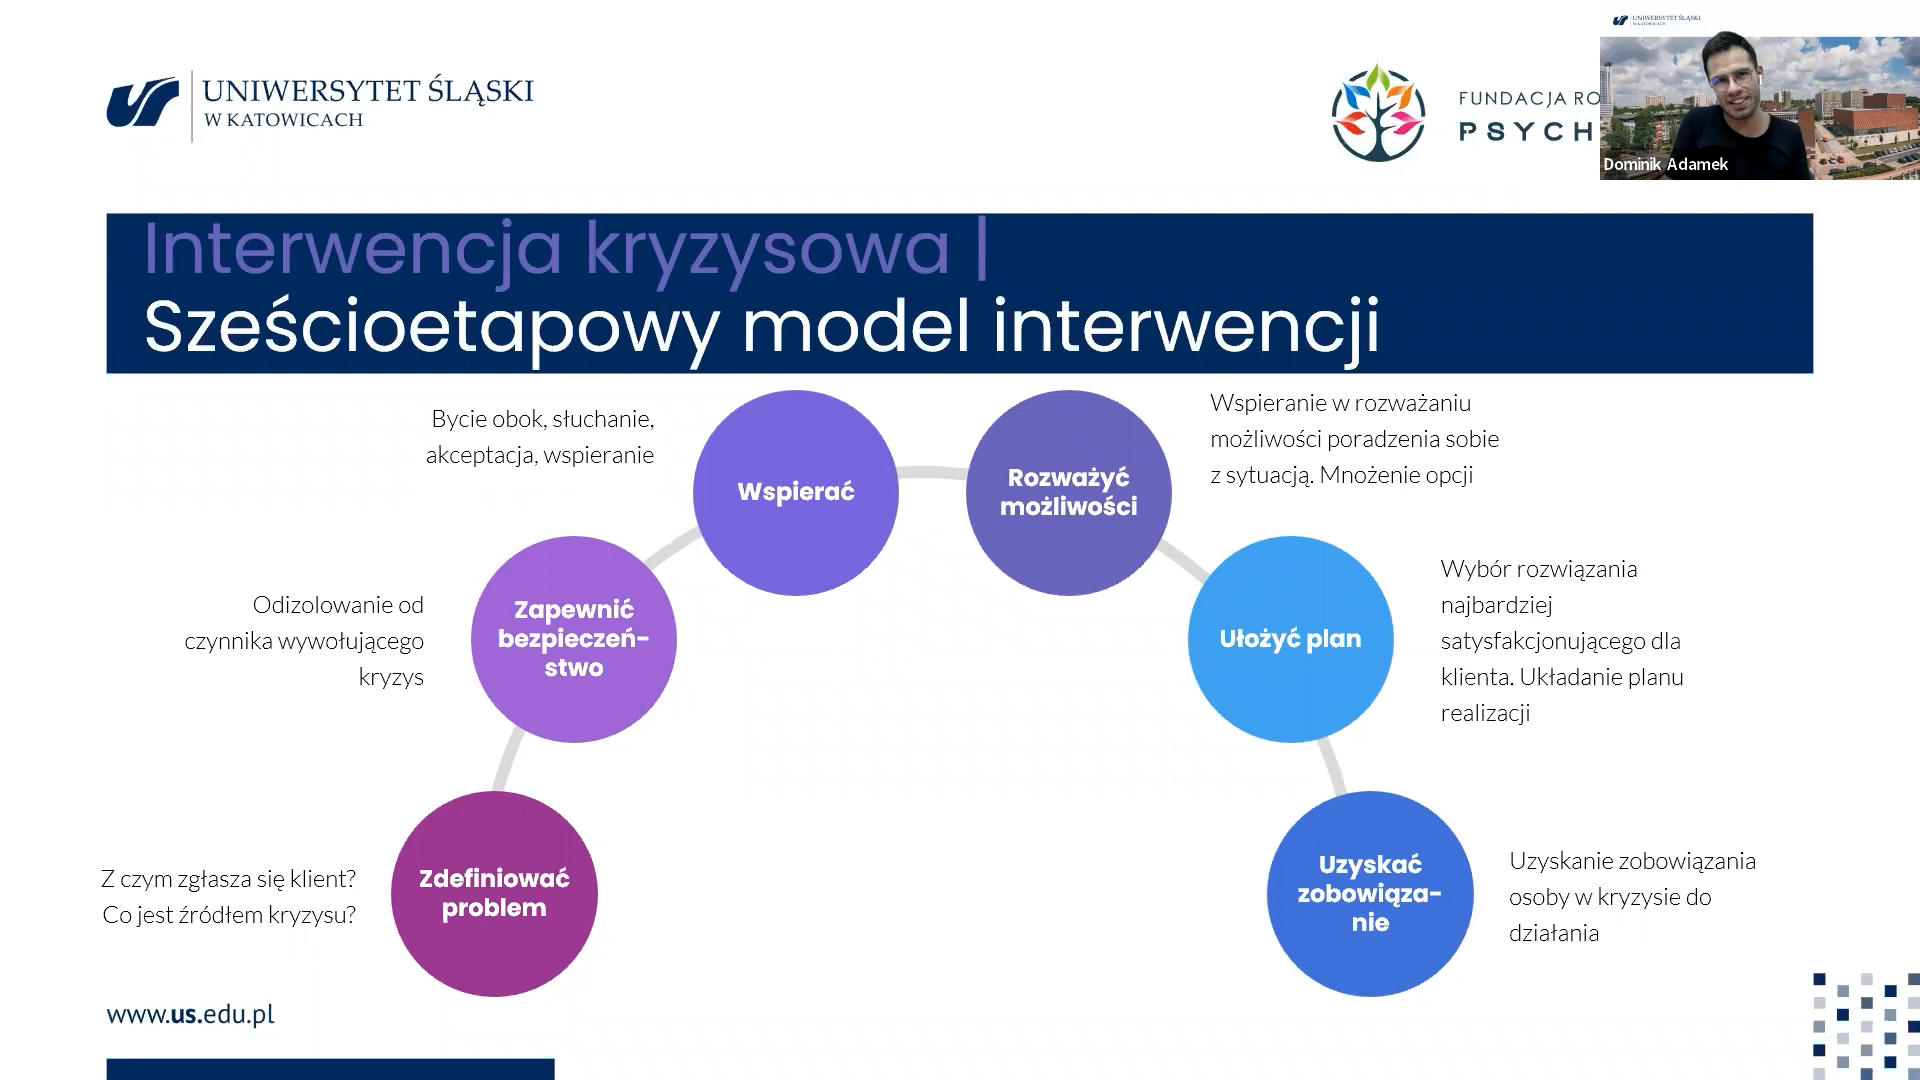 UNIWERSYTET ŚLĄSKI
W KATOWICACH
FUNDACJA RO
PSYCH
UNIWERSYTET ŚLĄSKI
W KATOWICACH
Dominik Adamek
Interwencja kryzysowa |
Sześcioetapowy model interwencji
Z czym zgłasza się klient?
Co jest źródłem kryzysu?
Zdefiniować
problem
Odizolowanie od
czynnika wywołującego
kryzys
Zapewnić
bezpieczeń-
stwo
Bycie obok, słuchanie,
akceptacja, wspieranie
Wspierać
Rozważyć
możliwości
Wspieranie w rozważaniu
możliwości poradzenia sobie
z sytuacją. Mnożenie opcji
Ułożyć plan
Wybór rozwiązania
najbardziej
satysfakcjonującego dla
klienta. Układanie planu
realizacji
Uzyskać
zobowiąza-
nie
Uzyskanie zobowiązania
osoby w kryzysie do
działania
www.us.edu.pl